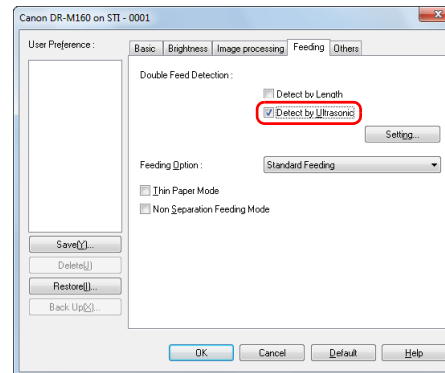 Canon DR-M160 on STI - 0001
User Preference :
Basic Brightness Image processing Feeding Others
Double Feed Detection :
Detect by Length
Detect by Ultrasonic
Setting...
Feeding Option : Standard Feeding
Thin Paper Mode
Non Separation Feeding Mode
Save(Y)...
Delete(J)
Restore(I)...
Back Up(X)...
OK Cancel Default Help